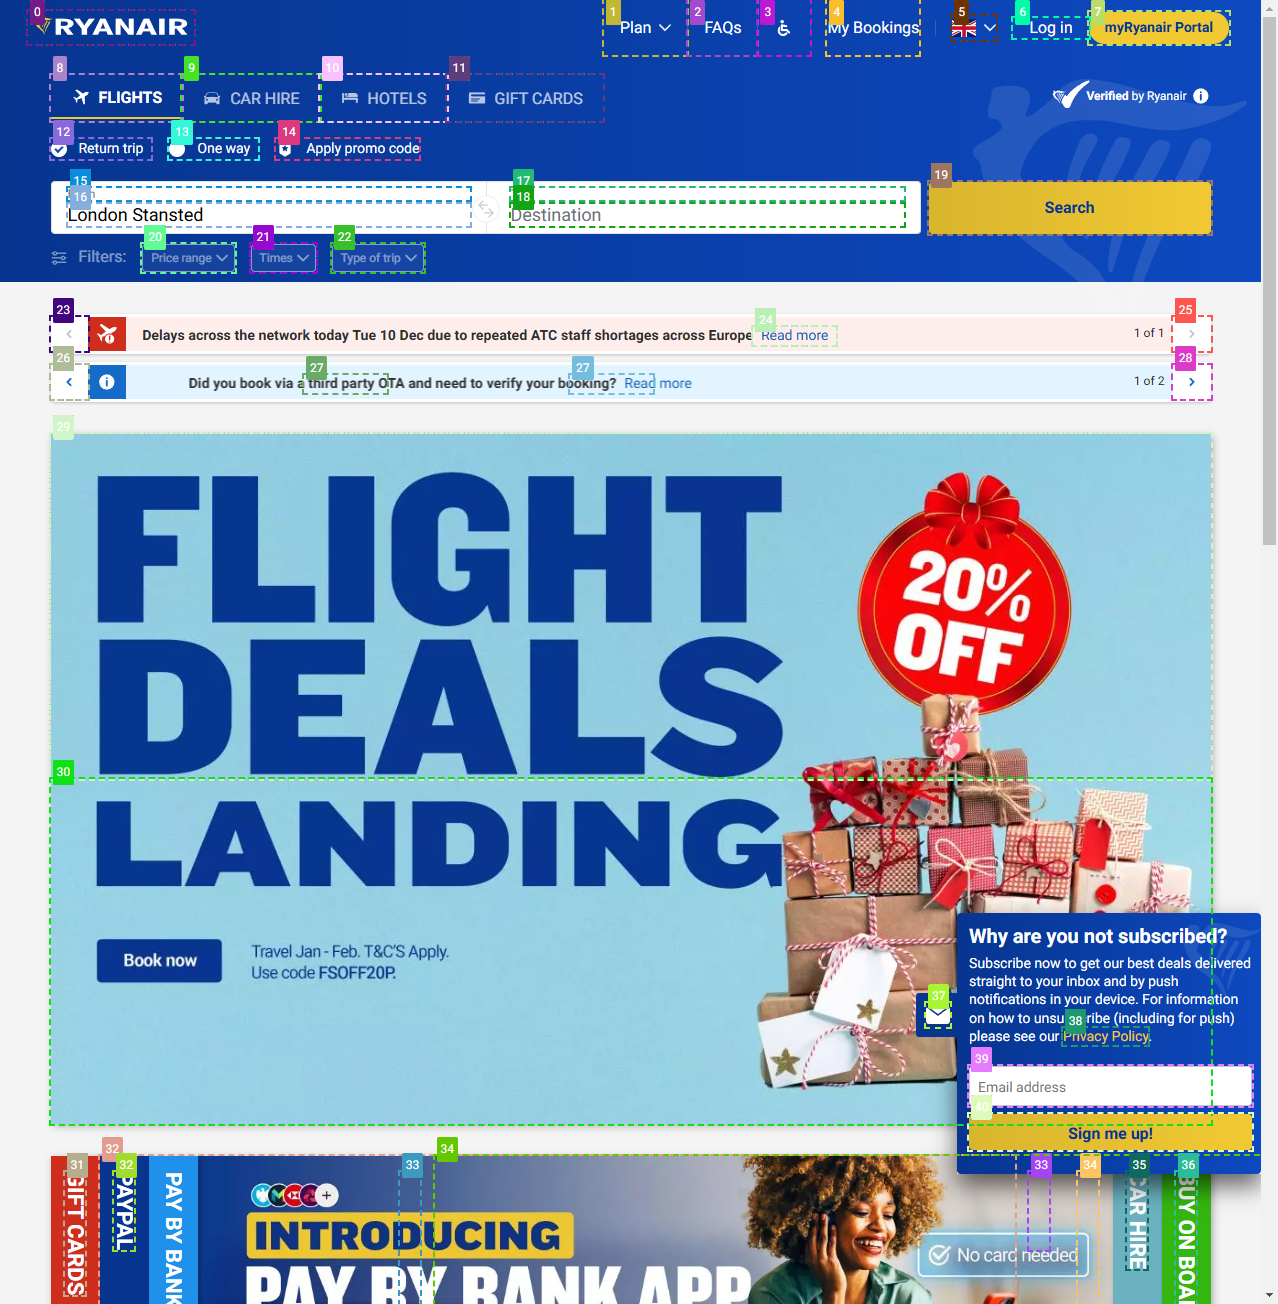 RYANAIR
Plan
FAQs
My Bookings
Log in
myRyanair Portal
FLIGHTS
CAR HIRE
HOTELS
GIFT CARDS
Verified by Ryanair
Return trip
One way
Apply promo code
London Stansted
Destination
Search
Filters:
Price range
Times
Type of trip
Delays across the network today Tue 10 Dec due to repeated ATC staff shortages across Europe Read more
1 of 1
Did you book via a third party OTA and need to verify your booking? Read more
1 of 2
FLIGHT
DEALS
LANDING
20%
OFF
Book now
Travel Jan - Feb. T&C'S Apply.
Use code FSOFF20P.
Why are you not subscribed?
Subscribe now to get our best deals delivered
straight to your inbox and by push
notifications in your device. For information
on how to unsubscribe (including for push)
please see our Privacy Policy.
Email address
Sign me up!
GIFT CARDS
PAYPAL
PAY BY BANK
INTRODUCING
PAY BY BANK APP
No card needed
CAR HIRE
BUY ON BOA
0
1
2
3
4
5
6
7
8
9
10
11
12
13
14
15
16
17
18
19
20
21
22
23
24
25
26
27
27
28
29
30
31
32
32
33
33
34
34
35
36
37
38
39
40